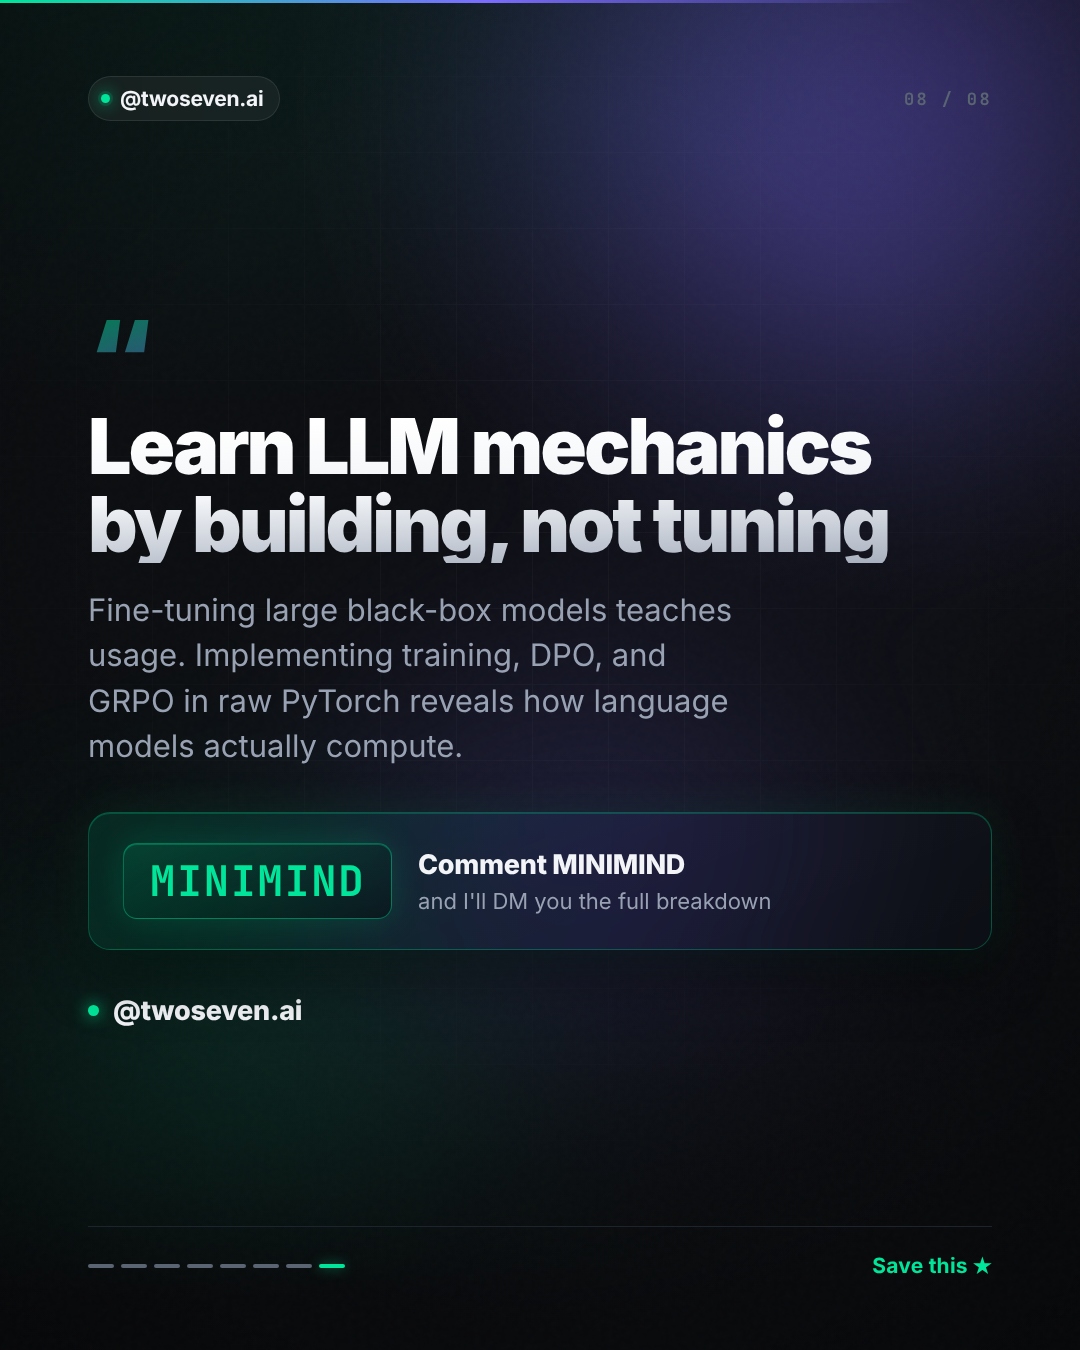 @twoseven.ai
08 / 08
“
Learn LLM mechanics
by building, not tuning
Fine-tuning large black-box models teaches
usage. Implementing training, DPO, and
GRPO in raw PyTorch reveals how language
models actually compute.
MINIMIND
Comment MINIMIND
and I'll DM you the full breakdown
@twoseven.ai
Save this ★